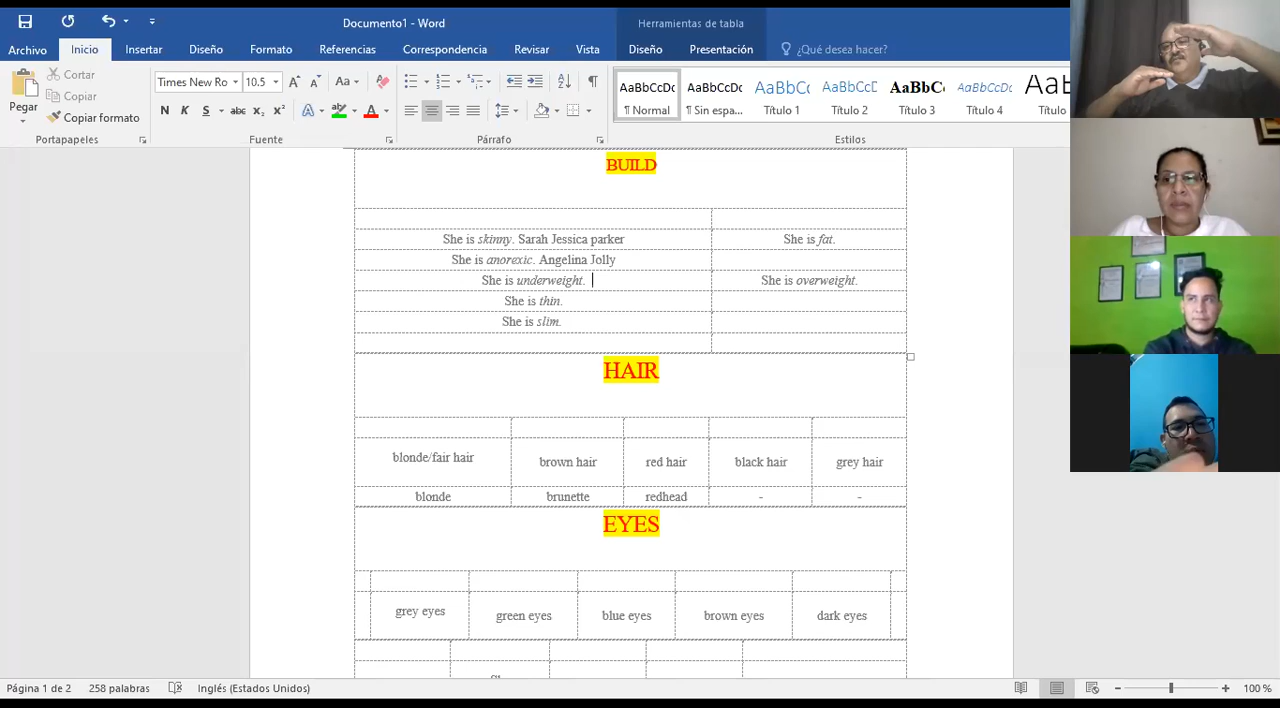 Documento1 - Word
Herramientas de tabla
Archivo Inicio Insertar Diseño Formato Referencias Correspondencia Revisar Vista Diseño Presentación ¿Qué desea hacer?
Pegar
Cortar
Copiar
Copiar formato
Portapapeles
Times New Ro 10.5
Fuente
Párrafo
AaBbCcDc AaBbCcDc AaBbCc AaBbCcD AaBbC AaBbCcDc AaB
¶ Normal ¶ Sin espa... Título 1 Título 2 Título 3 Título 4 Título
Estilos
BUILD
She is skinny. Sarah Jessica parker She is fat.
She is anorexic. Angelina Jolly
She is underweight. She is overweight.
She is thin.
She is slim.
HAIR
blonde/fair hair brown hair red hair black hair grey hair
blonde brunette redhead - -
EYES
grey eyes green eyes blue eyes brown eyes dark eyes
Página 1 de 2 258 palabras Inglés (Estados Unidos) 100 %